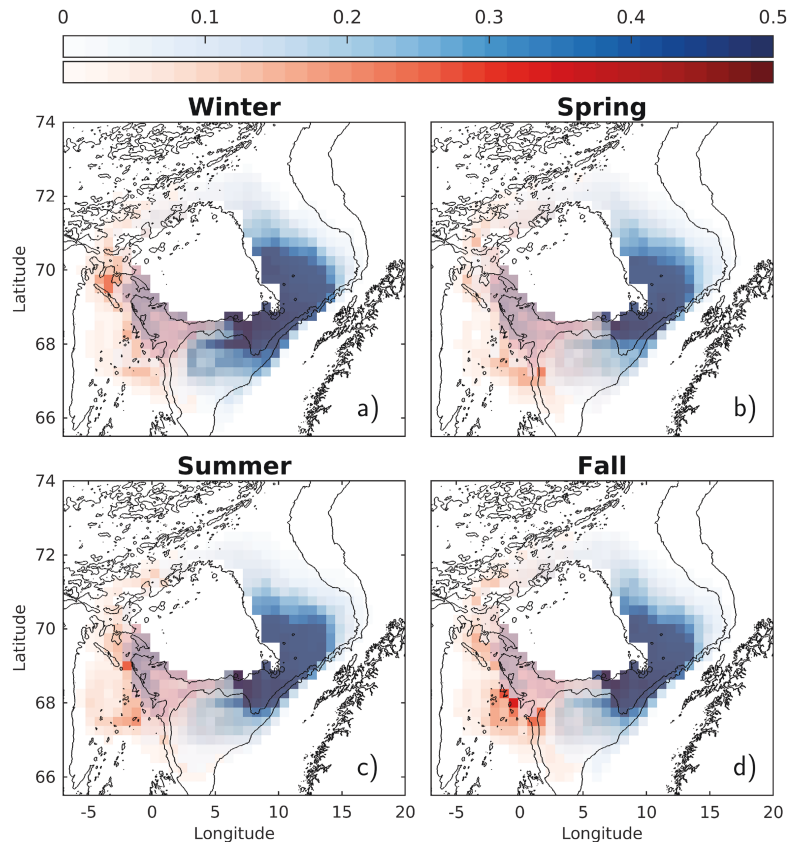 0 0.1 0.2 0.3 0.4 0.5
Winter Spring
74
72
70
68
66
Latitude
a) b)
Summer Fall
74
72
70
68
66
Latitude
c) d)
-5 0 5 10 15 20 -5 0 5 10 15 20
Longitude Longitude